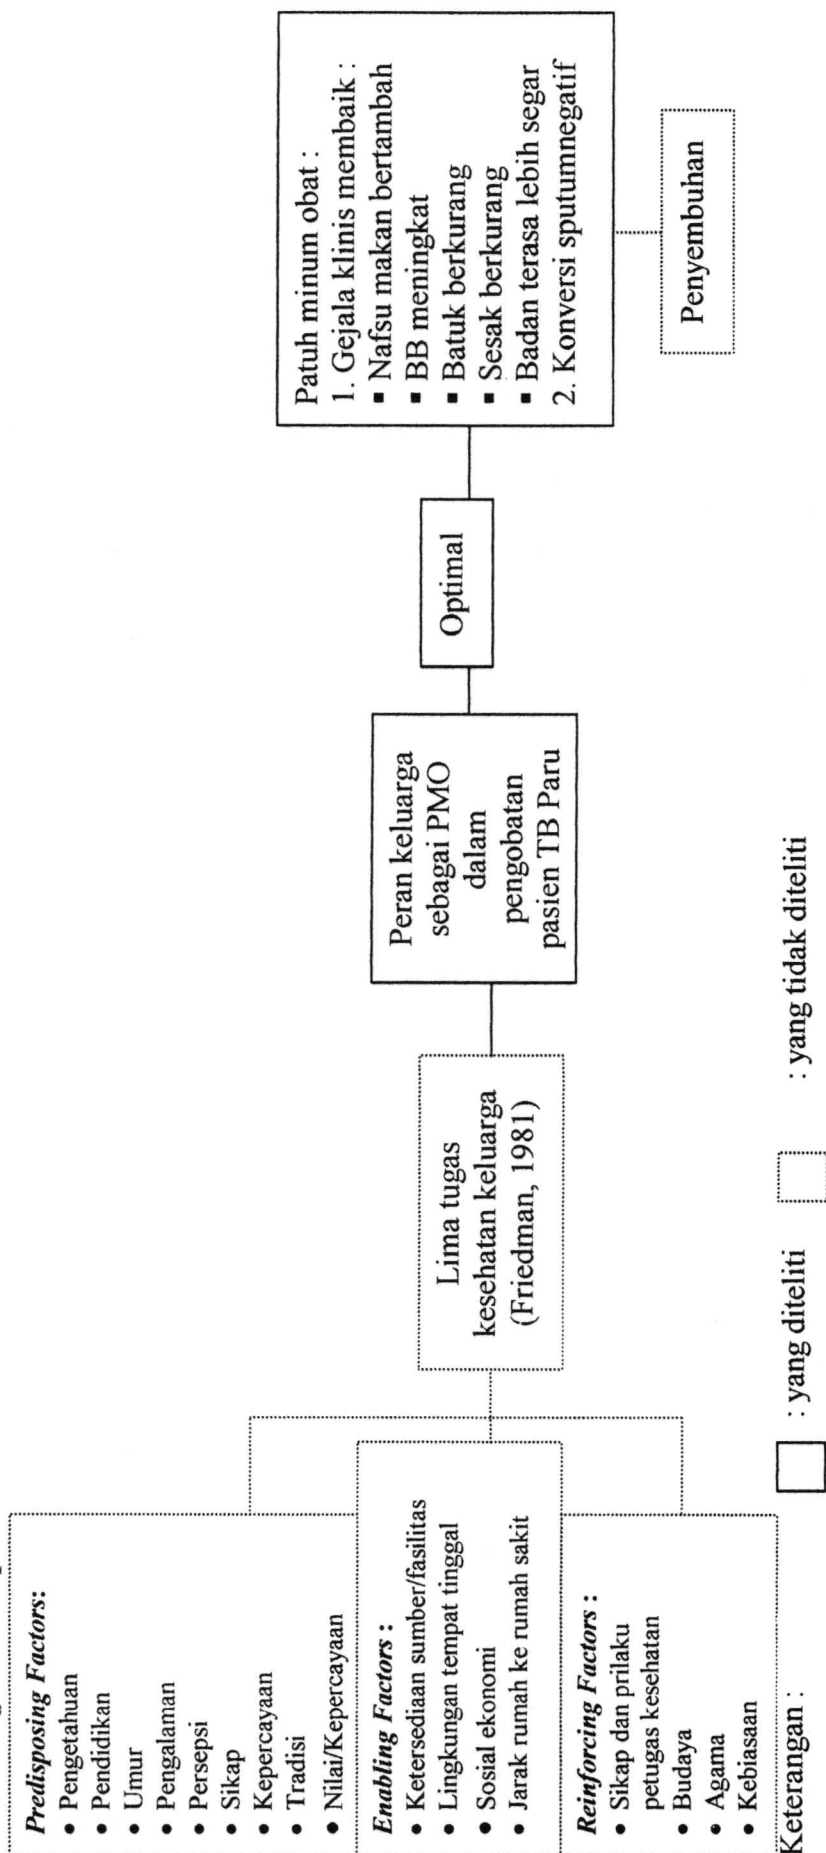 Predisposing Factors:
• Pengetahuan
• Pendidikan
• Umur
• Pengalaman
• Persepsi
• Sikap
• Kepercayaan
• Tradisi
• Nilai/Kepercayaan
Enabling Factors :
• Ketersediaan sumber/fasilitas
• Lingkungan tempat tinggal
• Sosial ekonomi
• Jarak rumah ke rumah sakit
Reinforcing Factors :
• Sikap dan prilaku
petugas kesehatan
• Budaya
• Agama
• Kebiasaan
Lima tugas
kesehatan keluarga
(Friedman, 1981)
Peran keluarga
sebagai PMO
dalam
pengobatan
pasien TB Paru
Optimal
Patuh minum obat :
1. Gejala klinis membaik :
▪ Nafsu makan bertambah
▪ BB meningkat
▪ Batuk berkurang
▪ Sesak berkurang
▪ Badan terasa lebih segar
2. Konversi sputumnegatif
Penyembuhan
Keterangan :
: yang diteliti
: yang tidak diteliti